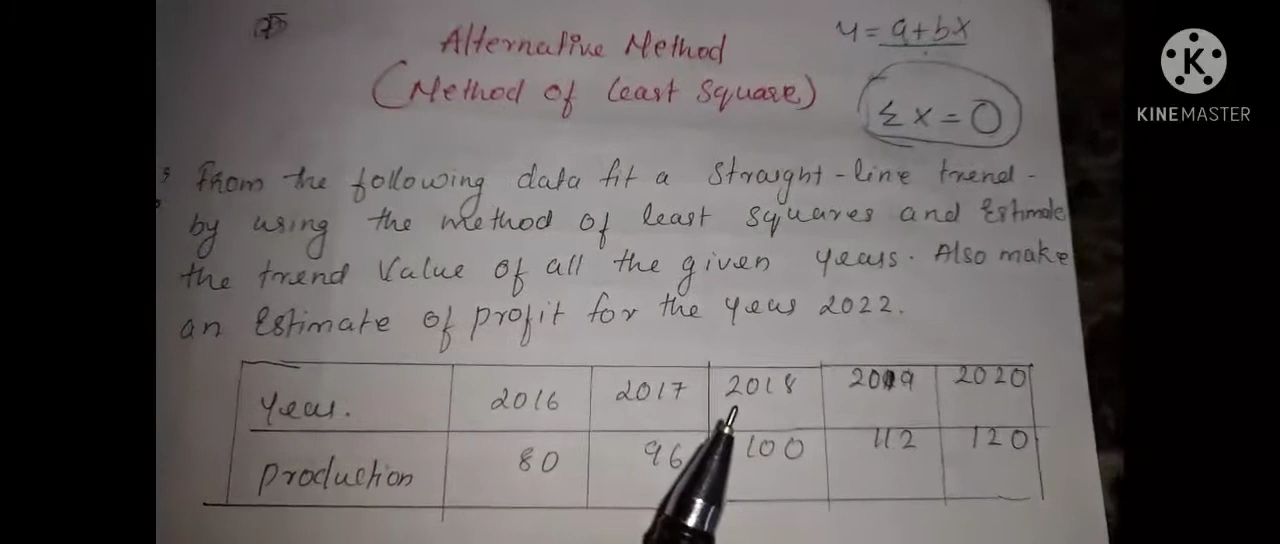 Alternative Method
(Method of least square)
y = a+bx
Σx = 0
K
KINEMASTER
From the following data fit a straight-line trend -
by using the method of least squares and Estimate
the trend value of all the given years. Also make
an Estimate of profit for the year 2022.
year. 2016 2017 2018 2019 2020
production 80 96 100 112 120